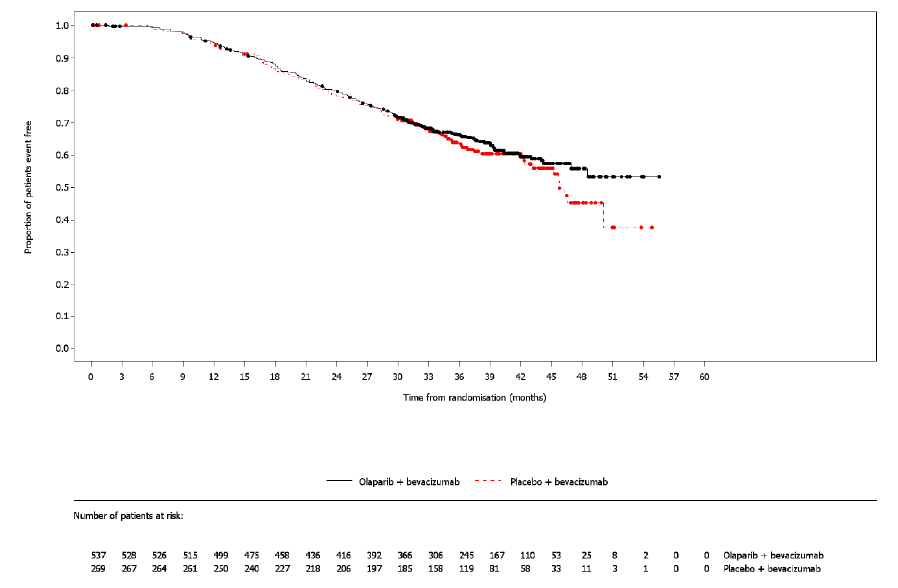 1.0
0.9
0.8
0.7
0.6
0.5
0.4
0.3
0.2
0.1
0.0
Proportion of patients event free
0 3 6 9 12 15 18 21 24 27 30 33 36 39 42 45 48 51 54 57 60
Time from randomisation (months)
Olaparib + bevacizumab Placebo + bevacizumab
Number of patients at risk:
537 528 526 515 499 475 458 436 416 392 366 306 245 167 110 53 25 8 2 0 0 Olaparib + bevacizumab
269 267 264 261 250 240 227 218 206 197 185 158 119 81 58 33 11 3 1 0 0 Placebo + bevacizumab